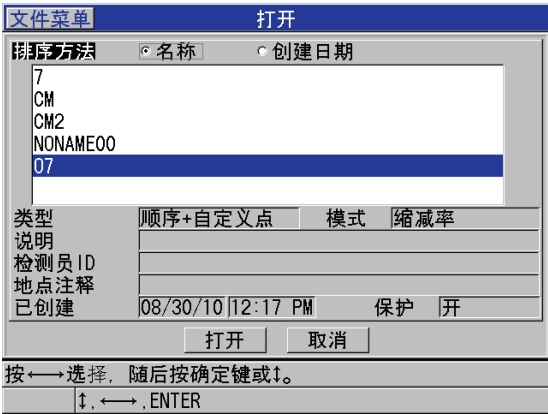 文件菜单 打开
排序方法 名称 创建日期
7
CM
CM2
NONAME00
07
类型 顺序+自定义点 模式 缩减率
说明
检测员ID
地点注释
已创建 08/30/10 12:17 PM 保护 开
打开 取消
按←→选择, 随后按确定键或↕。
↕, ←→ ,ENTER